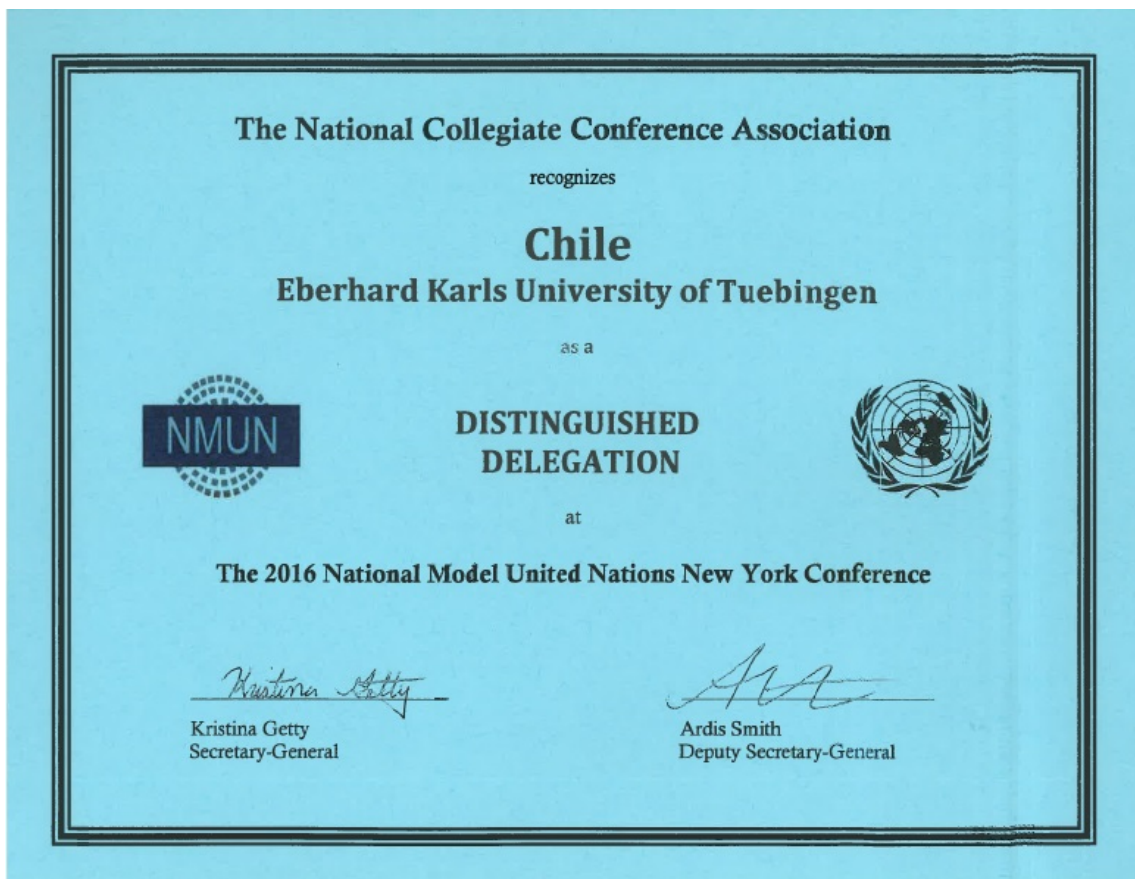 The National Collegiate Conference Association
recognizes
Chile
Eberhard Karls University of Tuebingen
as a
NMUN
DISTINGUISHED
DELEGATION
at
The 2016 National Model United Nations New York Conference
Kristina Getty
Kristina Getty
Secretary-General
Ardis Smith
Deputy Secretary-General